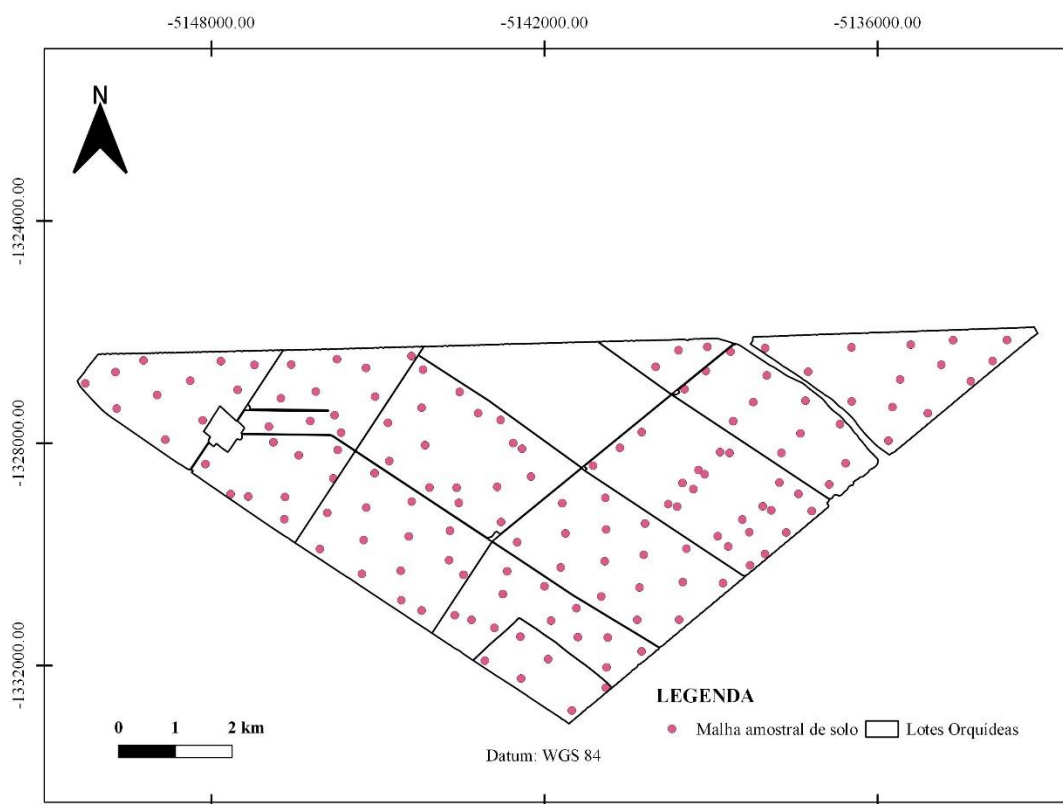 -5148000.00 -5142000.00 -5136000.00
N
-1324000.00
-1328000.00
-1332000.00
LEGENDA
0 1 2 km
Malha amostral de solo Lotes Orquídeas
Datum: WGS 84